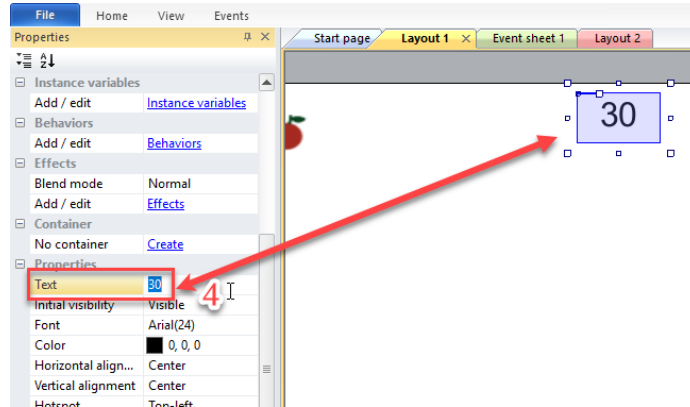 File Home View Events
Properties
Start page Layout 1 Event sheet 1 Layout 2
Instance variables
Add / edit Instance variables
Behaviors
Add / edit Behaviors
Effects
Blend mode Normal
Add / edit Effects
Container
No container Create
Properties
Text 30
Initial visibility Visible
Font Arial(24)
Color 0, 0, 0
Horizontal align... Center
Vertical alignment Center
Hotspot Top-left
30
4